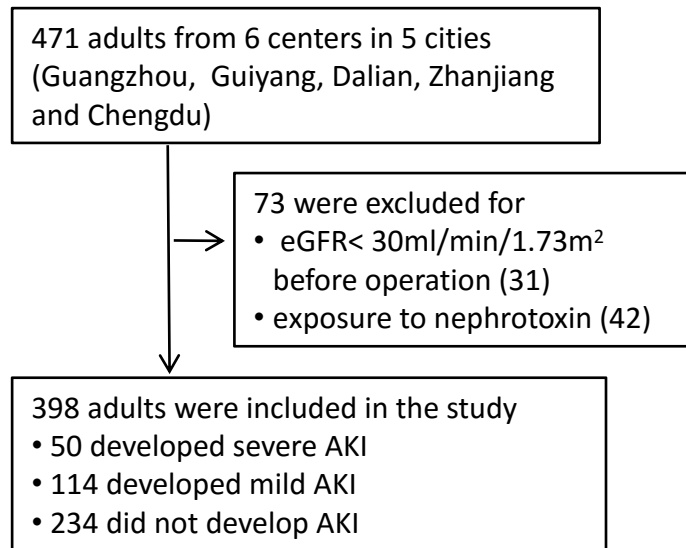 471 adults from 6 centers in 5 cities
(Guangzhou, Guiyang, Dalian, Zhanjiang
and Chengdu)
73 were excluded for
• eGFR< 30ml/min/1.73m²
before operation (31)
• exposure to nephrotoxin (42)
398 adults were included in the study
• 50 developed severe AKI
• 114 developed mild AKI
• 234 did not develop AKI